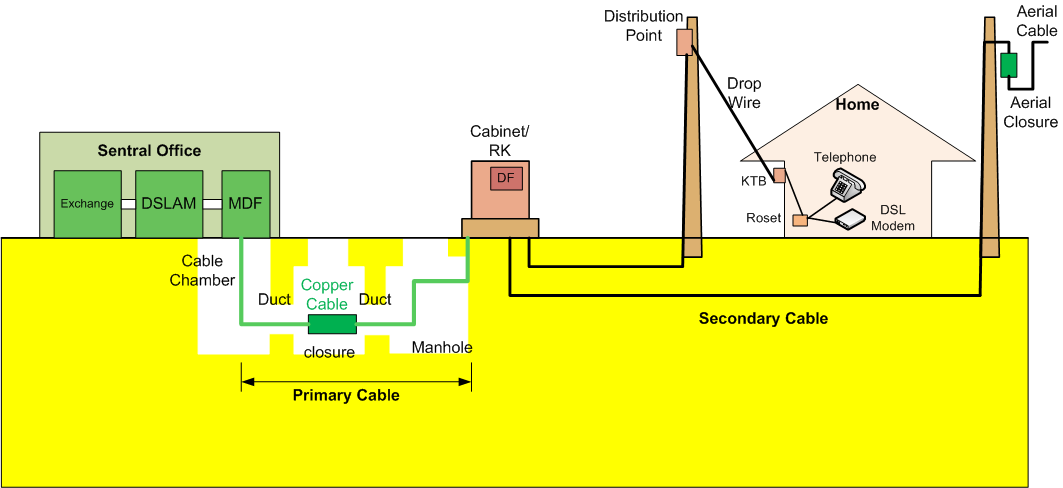 Distribution
Point
Aerial
Cable
Drop
Wire
Home
Aerial
Closure
Cabinet/
RK
Sentral Office
DF
Telephone
KTB
Exchange
DSLAM
MDF
Roset
DSL
Modem
Cable
Chamber
Copper
Cable
Duct
Duct
Secondary Cable
closure
Manhole
Primary Cable